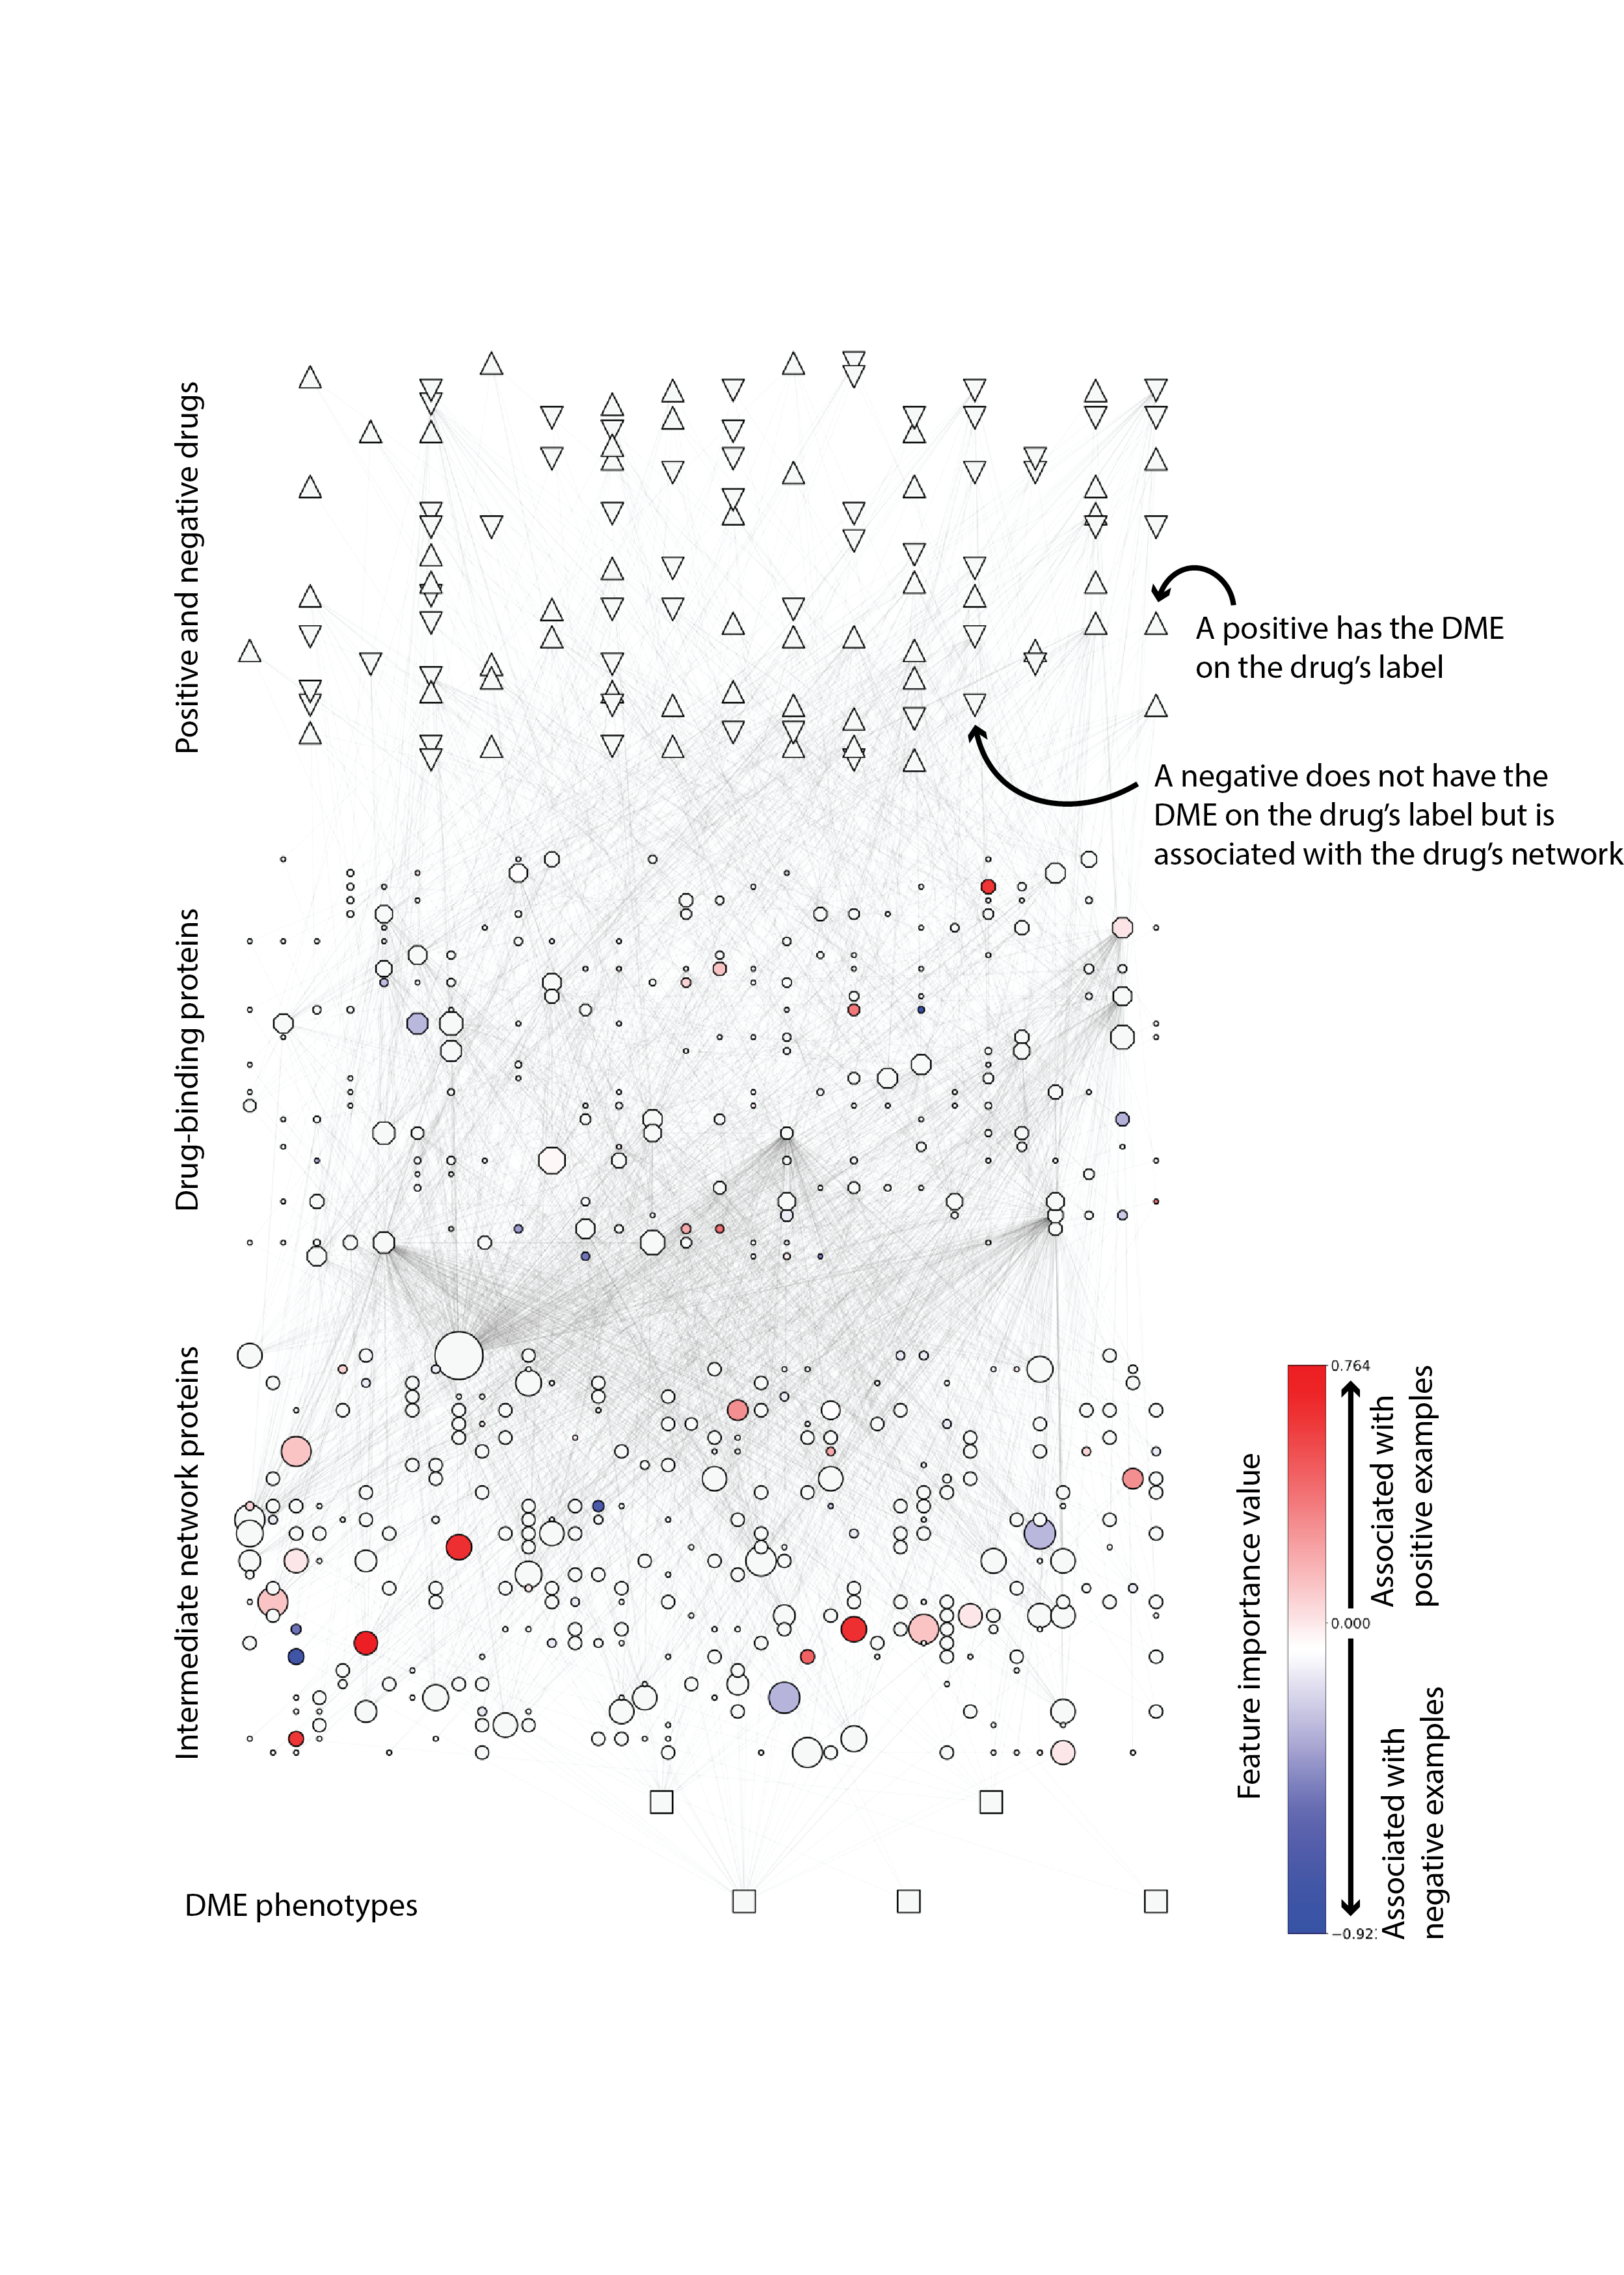 Positive and negative drugs
A positive has the DME
on the drug's label
A negative does not have the
DME on the drug's label but is
associated with the drug's network
Drug-binding proteins
Intermediate network proteins
DME phenotypes
Feature importance value
0.764
0.000
−0.92
Associated with
positive examples
Associated with
negative examples